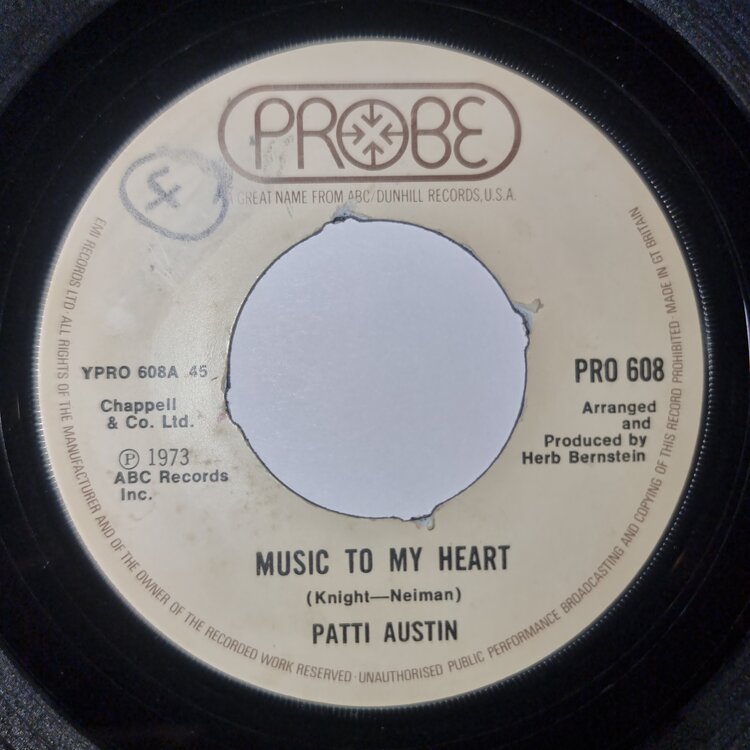 PROBE
A GREAT NAME FROM ABC/DUNHILL RECORDS, U.S.A.
4
YPRO 608A 45
Chappell
& Co. Ltd.
Ⓟ 1973
ABC Records
Inc.
PRO 608
Arranged
and
Produced by
Herb Bernstein
MUSIC TO MY HEART
(Knight—Neiman)
PATTI AUSTIN
EMI RECORDS LTD ALL RIGHTS OF THE MANUFACTURER AND OF THE OWNER OF THE RECORDED WORK RESERVED · UNAUTHORISED PUBLIC PERFORMANCE BROADCASTING AND COPYING OF THIS RECORD PROHIBITED · MADE IN GT BRITAIN